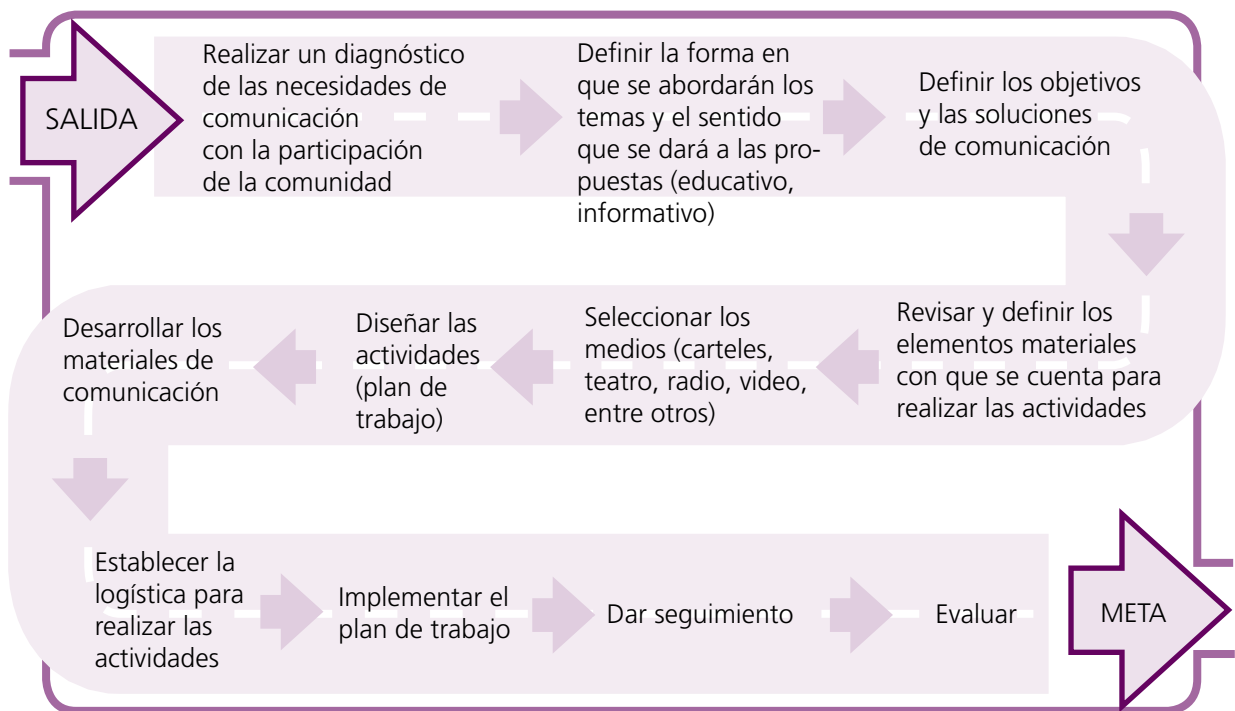 SALIDA
Realizar un diagnóstico
de las necesidades de
comunicación
con la participación
de la comunidad
Definir la forma en
que se abordarán los
temas y el sentido
que se dará a las pro-
puestas (educativo,
informativo)
Definir los objetivos
y las soluciones
de comunicación
Revisar y definir los
elementos materiales
con que se cuenta para
realizar las actividades
Seleccionar los
medios (carteles,
teatro, radio, video,
entre otros)
Diseñar las
actividades
(plan de
trabajo)
Desarrollar los
materiales de
comunicación
Establecer la
logística para
realizar las
actividades
Implementar el
plan de trabajo
Dar seguimiento
Evaluar
META